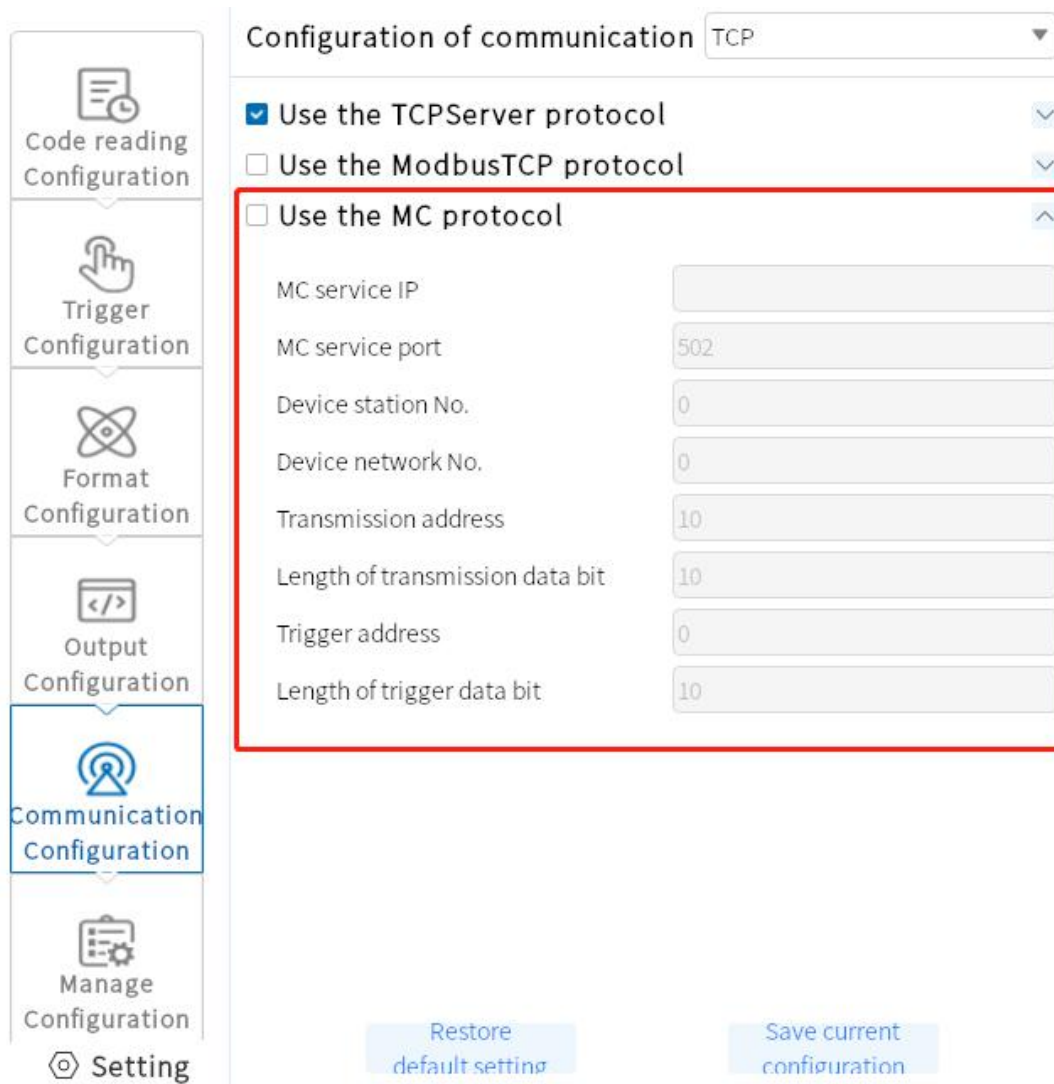 Code reading
Configuration
Trigger
Configuration
Format
Configuration
</>
Output
Configuration
Communication
Configuration
Manage
Configuration
Setting
Configuration of communication TCP
Use the TCPServer protocol
Use the ModbusTCP protocol
Use the MC protocol
MC service IP
MC service port 502
Device station No. 0
Device network No. 0
Transmission address 10
Length of transmission data bit 10
Trigger address 0
Length of trigger data bit 10
Restore
default setting
Save current
configuration